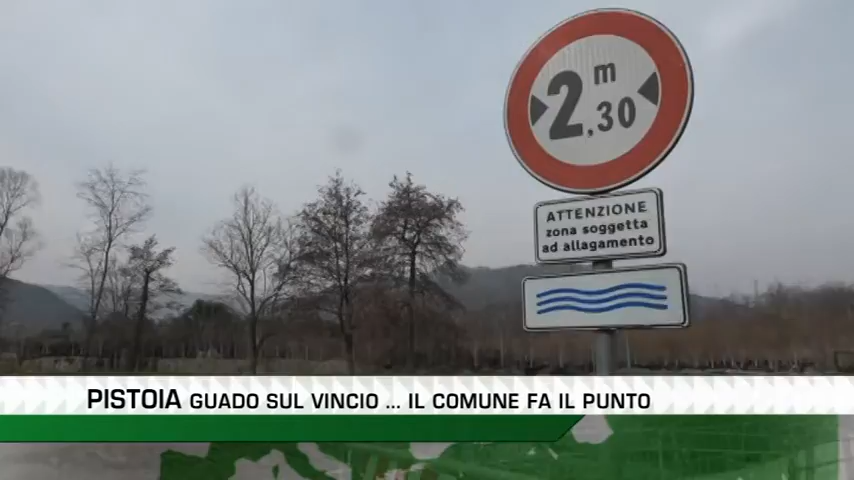 2,30 m
ATTENZIONE
zona soggetta
ad allagamento
PISTOIA GUADO SUL VINCIO ... IL COMUNE FA IL PUNTO